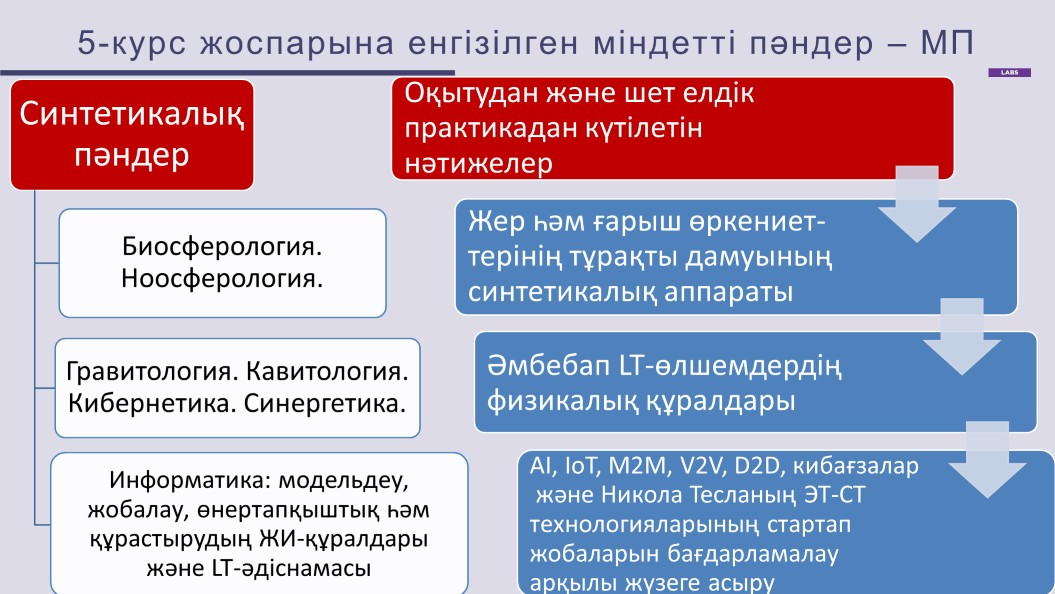 5-курс жоспарына енгізілген міндетті пәндер – МП
LABS
Синтетикалық
пәндер
Биосферология.
Ноосферология.
Гравитология. Кавитология.
Кибернетика. Синергетика.
Информатика: модельдеу,
жобалау, өнертапқыштық һәм
құрастырудың ЖИ-құралдары
және LT-әдіснамасы
Оқытудан және шет елдік
практикадан күтілетін
нәтижелер
Жер һәм ғарыш өркениет-
терінің тұрақты дамуының
синтетикалық аппараты
Әмбебап LT-өлшемдердің
физикалық құралдары
AI, IoT, M2M, V2V, D2D, кибағзалар
және Никола Тесланың ЭТ-СТ
технологияларының стартап
жобаларын бағдарламалау
арқылы жүзеге асыру